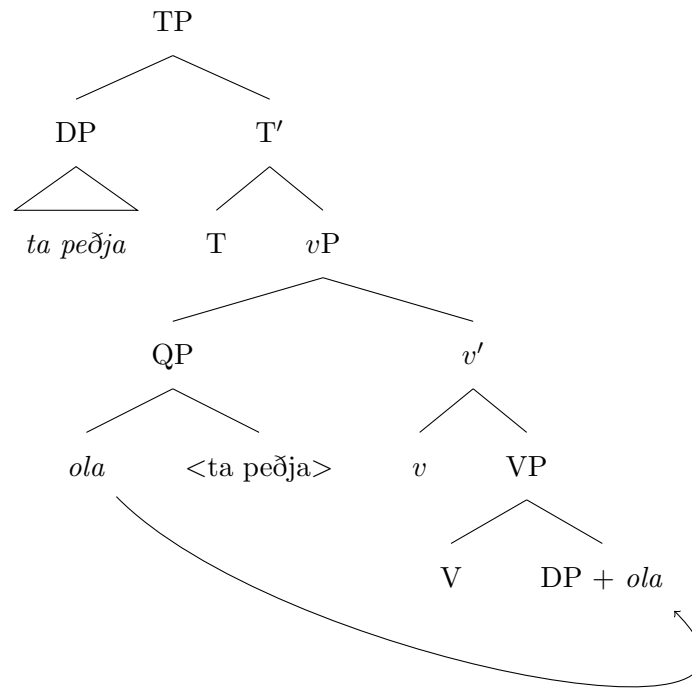 TP
DP T′
ta peðja T vP
QP v′
ola <ta peðja> v VP
V DP + ola